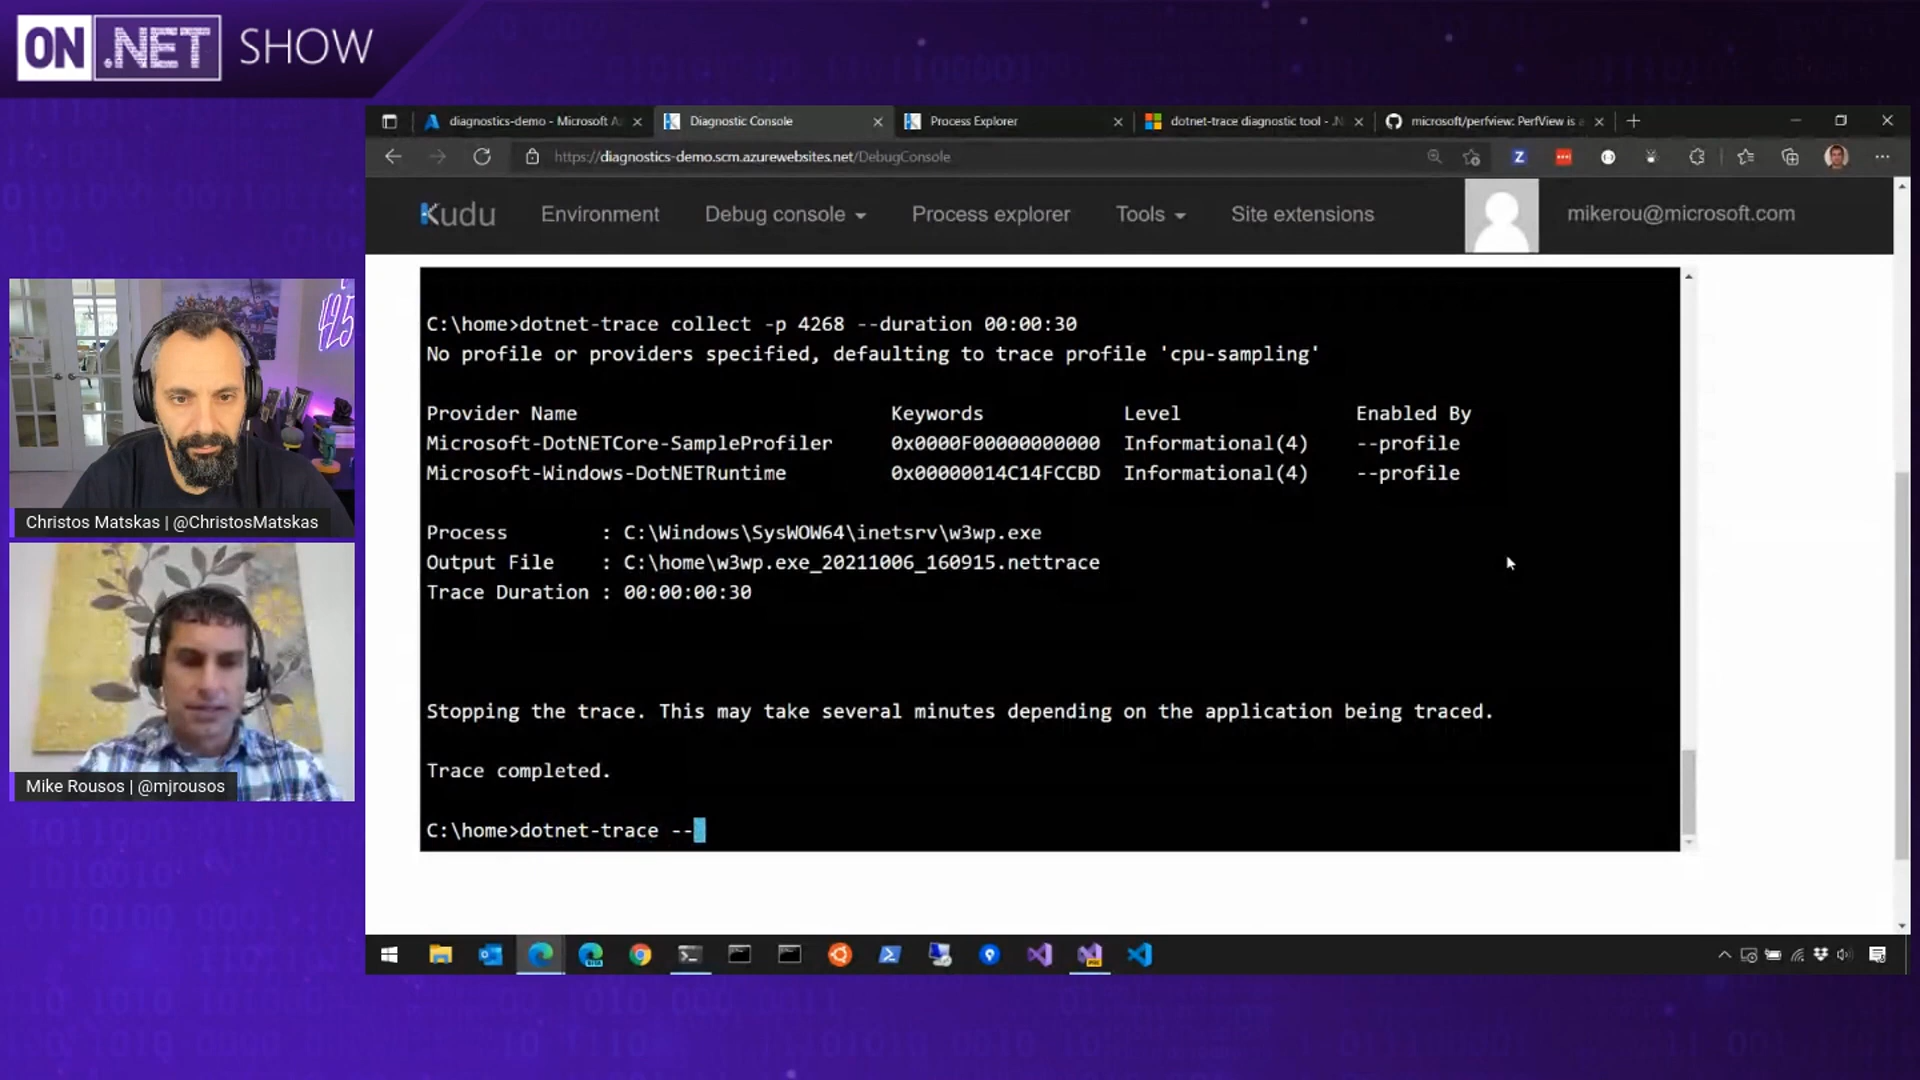 ON .NET SHOW
diagnostics-demo - Microsoft A
Diagnostic Console
Process Explorer
dotnet-trace diagnostic tool - .N
microsoft/perfview: PerfView is a
https://diagnostics-demo.scm.azurewebsites.net/DebugConsole
Kudu
Environment
Debug console
Process explorer
Tools
Site extensions
mikerou@microsoft.com
C:\home>dotnet-trace collect -p 4268 --duration 00:00:30
No profile or providers specified, defaulting to trace profile 'cpu-sampling'
Provider Name Keywords Level Enabled By
Microsoft-DotNETCore-SampleProfiler 0x0000F00000000000 Informational(4) --profile
Microsoft-Windows-DotNETRuntime 0x00000014C14FCCBD Informational(4) --profile
Process : C:\Windows\SysWOW64\inetsrv\w3wp.exe
Output File : C:\home\w3wp.exe_20211006_160915.nettrace
Trace Duration : 00:00:00:30
Stopping the trace. This may take several minutes depending on the application being traced.
Trace completed.
C:\home>dotnet-trace --
425
Christos Matskas | @ChristosMatskas
Mike Rousos | @mjrousos